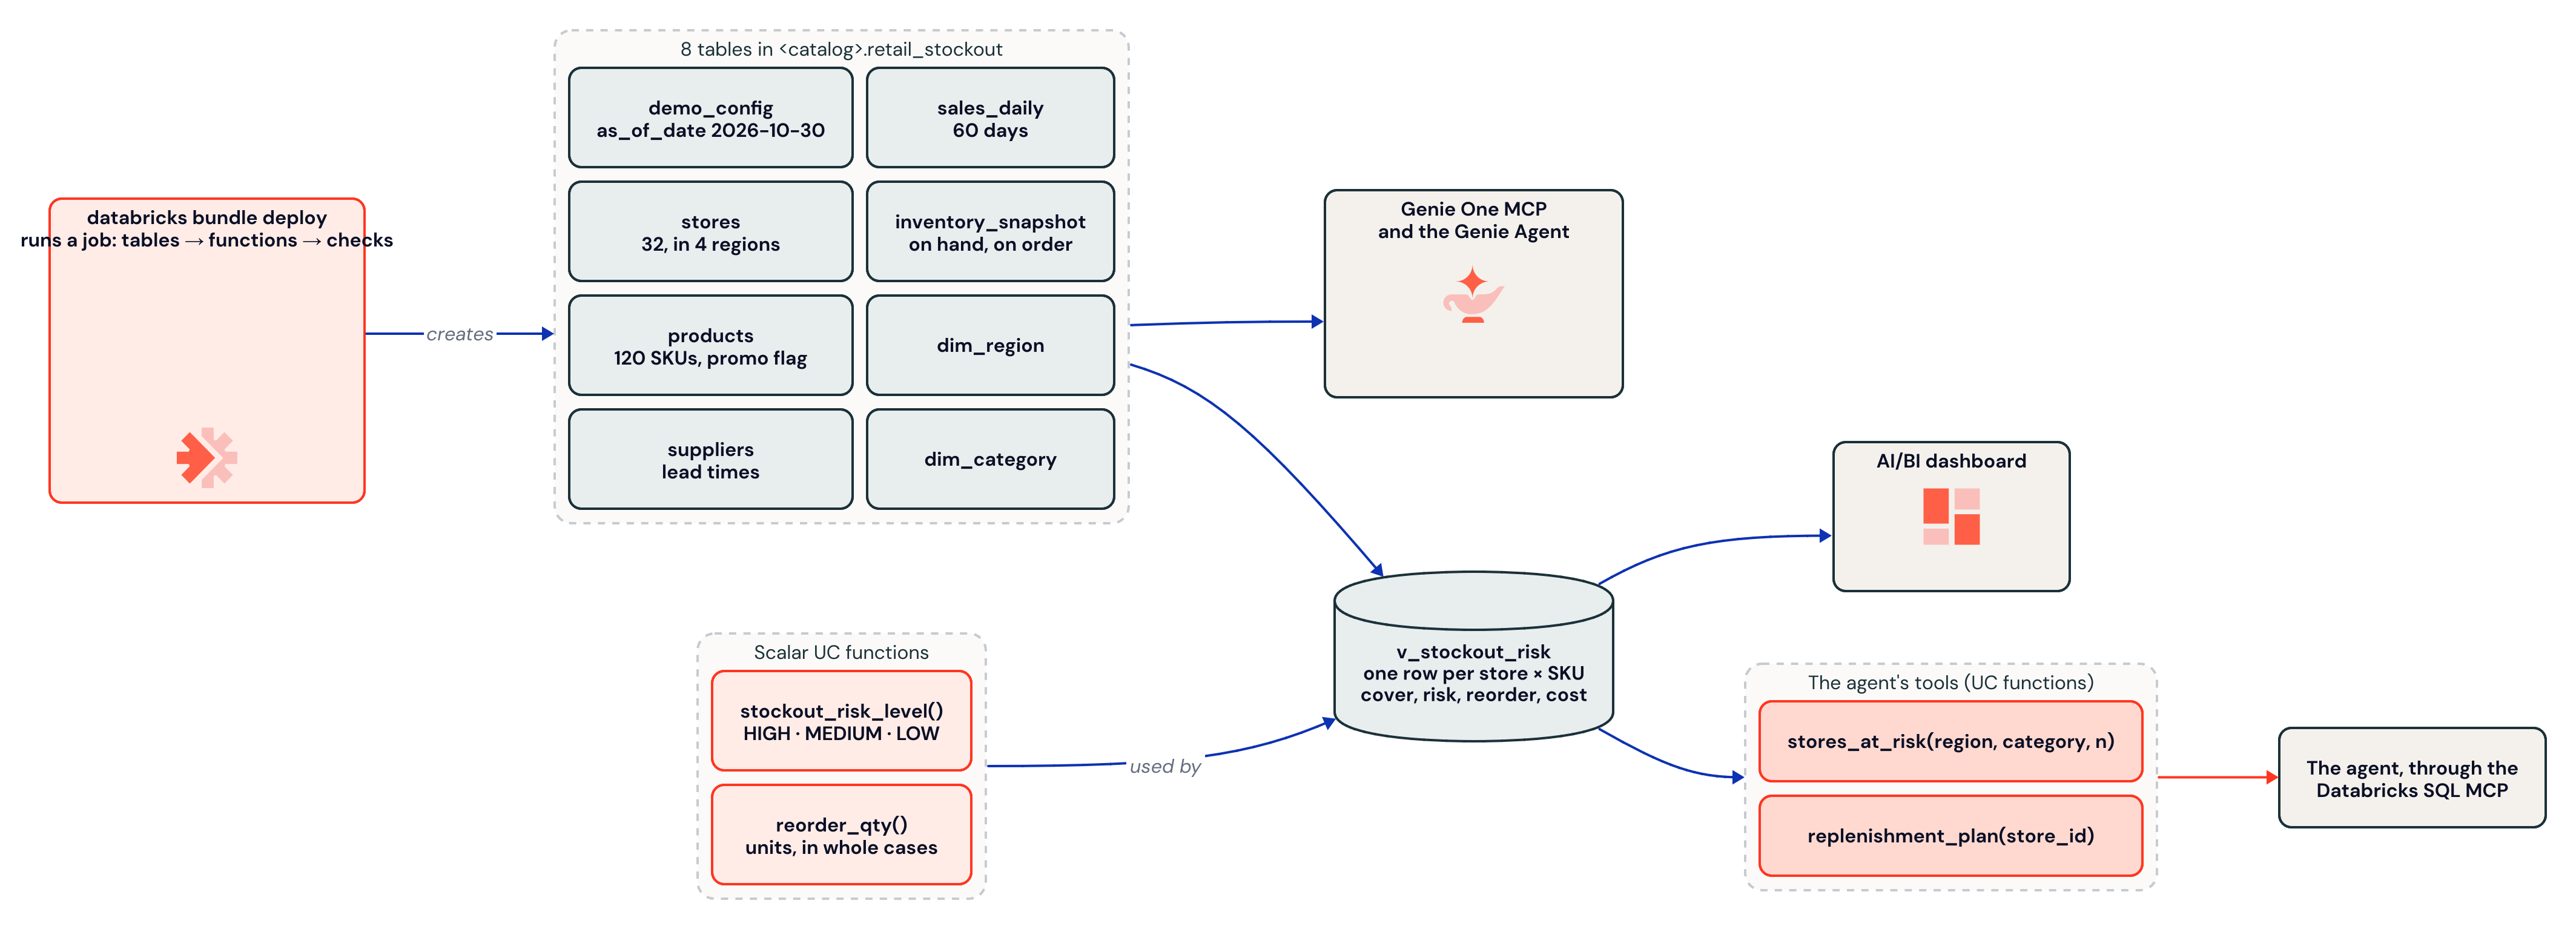 databricks bundle deploy
runs a job: tables → functions → checks
creates
8 tables in <catalog>.retail_stockout
demo_config
as_of_date 2026-10-30
sales_daily
60 days
stores
32, in 4 regions
inventory_snapshot
on hand, on order
products
120 SKUs, promo flag
dim_region
suppliers
lead times
dim_category
Genie One MCP
and the Genie Agent
AI/BI dashboard
Scalar UC functions
stockout_risk_level()
HIGH · MEDIUM · LOW
reorder_qty()
units, in whole cases
used by
v_stockout_risk
one row per store × SKU
cover, risk, reorder, cost
The agent's tools (UC functions)
stores_at_risk(region, category, n)
replenishment_plan(store_id)
The agent, through the
Databricks SQL MCP